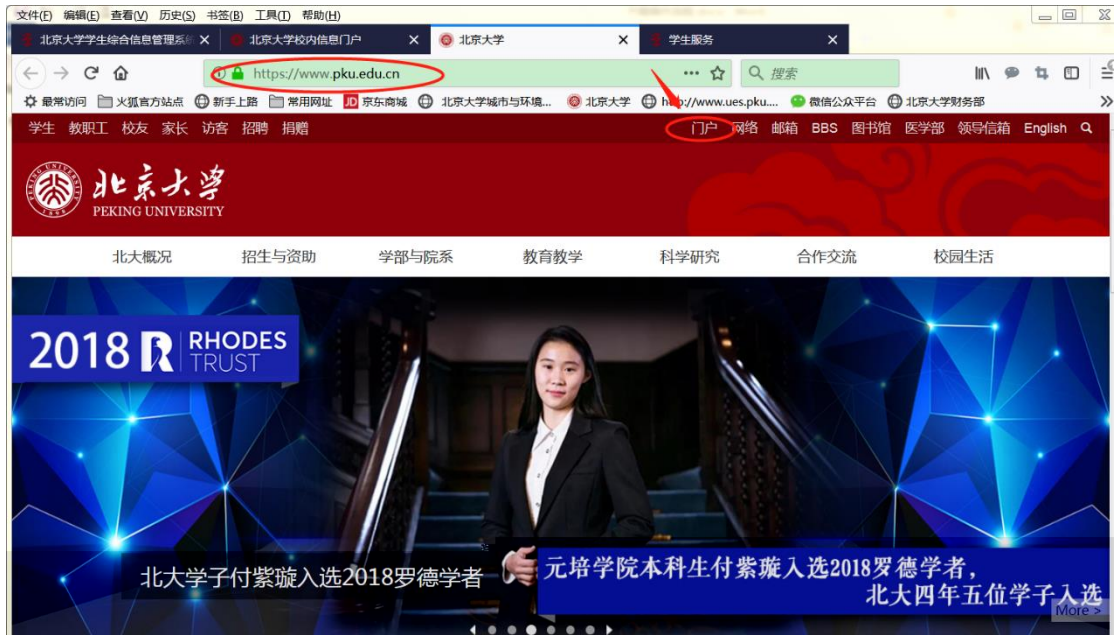 文件(F) 编辑(E) 查看(V) 历史(S) 书签(B) 工具(T) 帮助(H)
北京大学学生综合信息管理系统 北京大学校内信息门户 北京大学 学生服务
https://www.pku.edu.cn 搜索
最常访问 火狐官方站点 新手上路 常用网址 JD 京东商城 北京大学城市与环境... 北京大学 http://www.ues.pku.... 微信公众平台 北京大学财务部
学生 教职工 校友 家长 访客 招聘 捐赠 门户 网络 邮箱 BBS 图书馆 医学部 领导信箱 English
北京大学
PEKING UNIVERSITY
1898
北大概况 招生与资助 学部与院系 教育教学 科学研究 合作交流 校园生活
2018 R RHODES
TRUST
北大学子付紫璇入选2018罗德学者
元培学院本科生付紫璇入选2018罗德学者,
北大四年五位学子入选
More >